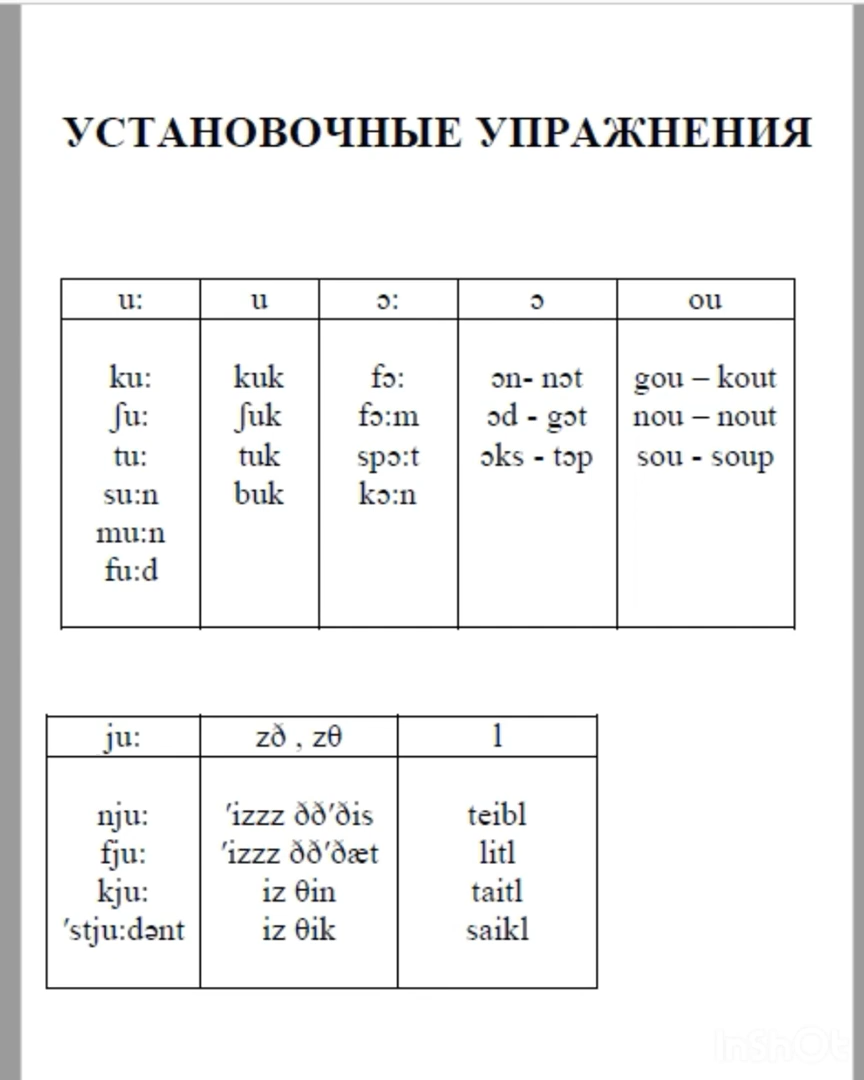 УСТАНОВОЧНЫЕ УПРАЖНЕНИЯ
u: u ɔ: ɔ ou
ku: kuk fɔ: ɔn- nɔt gou – kout
ʃu: ʃuk fɔ:m ɔd - gɔt nou – nout
tu: tuk spɔ:t ɔks - tɔp sou - soup
su:n buk kɔ:n
mu:n
fu:d
ju: zð , zθ l
nju: ′izzz ðð′ðis teibl
fju: ′izzz ðð′ðæt litl
kju: iz θin taitl
′stju:dənt iz θik saikl
InShOt